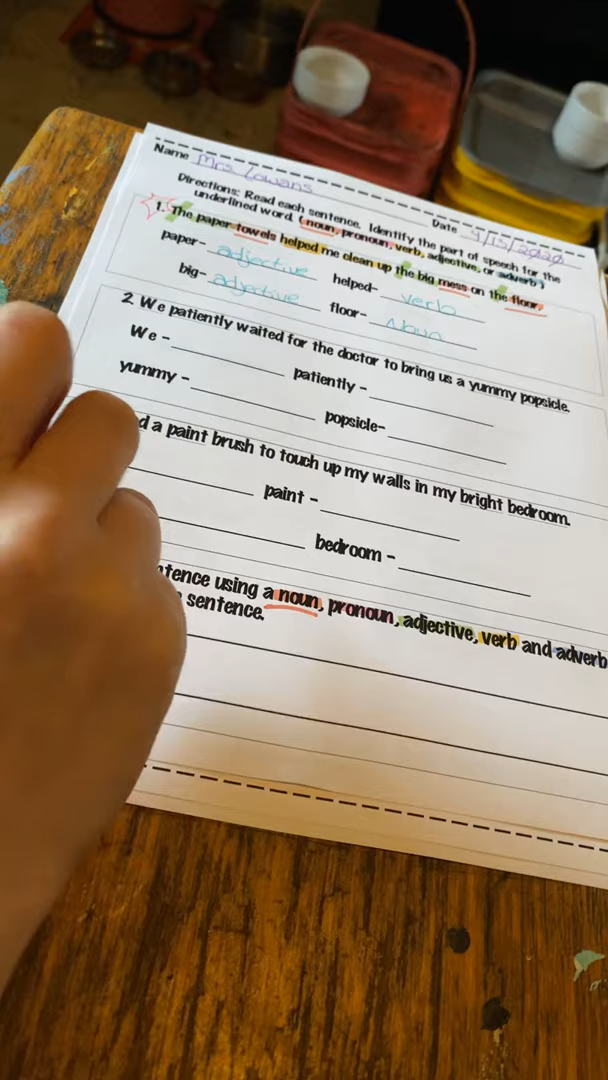 Name Mrs. Cowans Date 4/15/2020
Directions: Read each sentence. Identify the part of speech for the
underlined word. (noun, pronoun, verb, adjective, or adverb)
1. The paper towels helped me clean up the big mess on the floor.
paper- adjective helped- verb
big- adjective floor- Noun
2. We patiently waited for the doctor to bring us a yummy popsicle.
We - patiently -
yummy - popsicle-
a paint brush to touch up my walls in my bright bedroom.
paint -
bedroom -
using a noun, pronoun, adjective, verb and adverb
sentence.